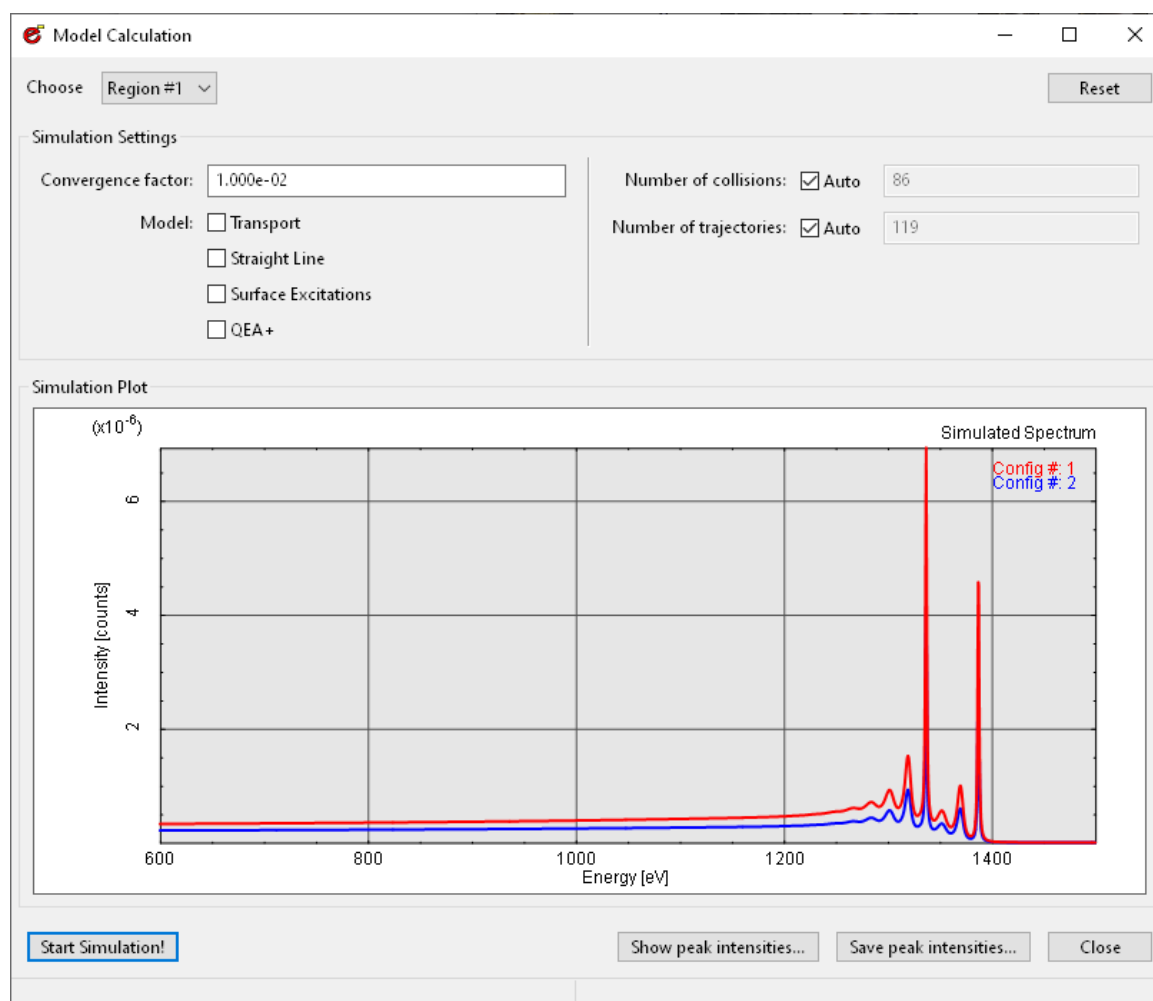 Model Calculation
Choose Region #1 Reset
Simulation Settings
Convergence factor: 1.000e-02 Number of collisions: Auto 86
Model: Transport Number of trajectories: Auto 119
Straight Line
Surface Excitations
QEA+
Simulation Plot
(x10⁻⁶) Simulated Spectrum
Config #: 1
Config #: 2
6
4
2
Intensity [counts]
600 800 1000 1200 1400
Energy [eV]
Start Simulation! Show peak intensities... Save peak intensities... Close